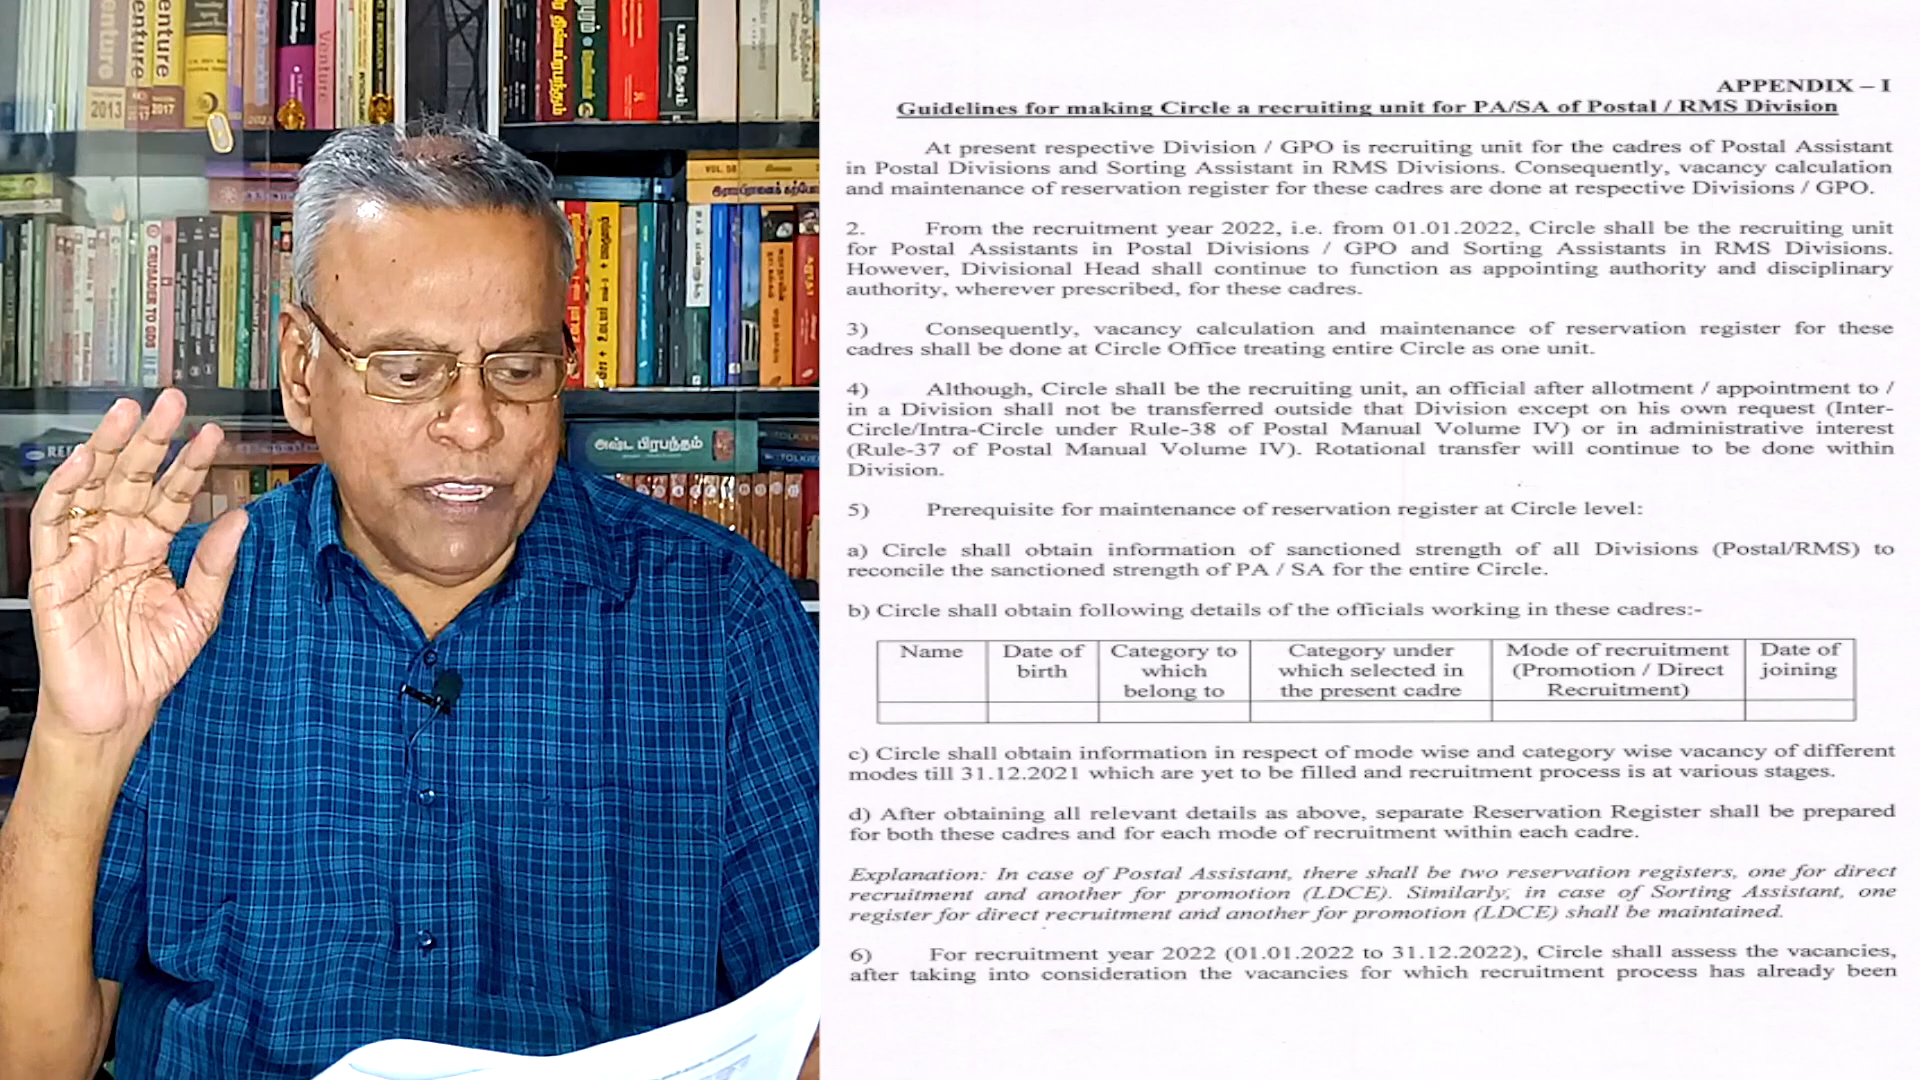 enture
2013
enture
2017
2017
Venture
தாயர் தேசம்
VOL. 50
CRUSADER TO GOD
அஷ்ட பிரபந்தம்
TOLKIEN
APPENDIX – I
Guidelines for making Circle a recruiting unit for PA/SA of Postal / RMS Division
At present respective Division / GPO is recruiting unit for the cadres of Postal Assistant
in Postal Divisions and Sorting Assistant in RMS Divisions. Consequently, vacancy calculation
and maintenance of reservation register for these cadres are done at respective Divisions / GPO.
2. From the recruitment year 2022, i.e. from 01.01.2022, Circle shall be the recruiting unit
for Postal Assistants in Postal Divisions / GPO and Sorting Assistants in RMS Divisions.
However, Divisional Head shall continue to function as appointing authority and disciplinary
authority, wherever prescribed, for these cadres.
3) Consequently, vacancy calculation and maintenance of reservation register for these
cadres shall be done at Circle Office treating entire Circle as one unit.
4) Although, Circle shall be the recruiting unit, an official after allotment / appointment to /
in a Division shall not be transferred outside that Division except on his own request (Inter-
Circle/Intra-Circle under Rule-38 of Postal Manual Volume IV) or in administrative interest
(Rule-37 of Postal Manual Volume IV). Rotational transfer will continue to be done within
Division.
5) Prerequisite for maintenance of reservation register at Circle level:
a) Circle shall obtain information of sanctioned strength of all Divisions (Postal/RMS) to
reconcile the sanctioned strength of PA / SA for the entire Circle.
b) Circle shall obtain following details of the officials working in these cadres:-
Name Date of Category to Category under Mode of recruitment Date of
birth which which selected in (Promotion / Direct joining
belong to the present cadre Recruitment)
c) Circle shall obtain information in respect of mode wise and category wise vacancy of different
modes till 31.12.2021 which are yet to be filled and recruitment process is at various stages.
d) After obtaining all relevant details as above, separate Reservation Register shall be prepared
for both these cadres and for each mode of recruitment within each cadre.
Explanation: In case of Postal Assistant, there shall be two reservation registers, one for direct
recruitment and another for promotion (LDCE). Similarly, in case of Sorting Assistant, one
register for direct recruitment and another for promotion (LDCE) shall be maintained.
6) For recruitment year 2022 (01.01.2022 to 31.12.2022), Circle shall assess the vacancies,
after taking into consideration the vacancies for which recruitment process has already been